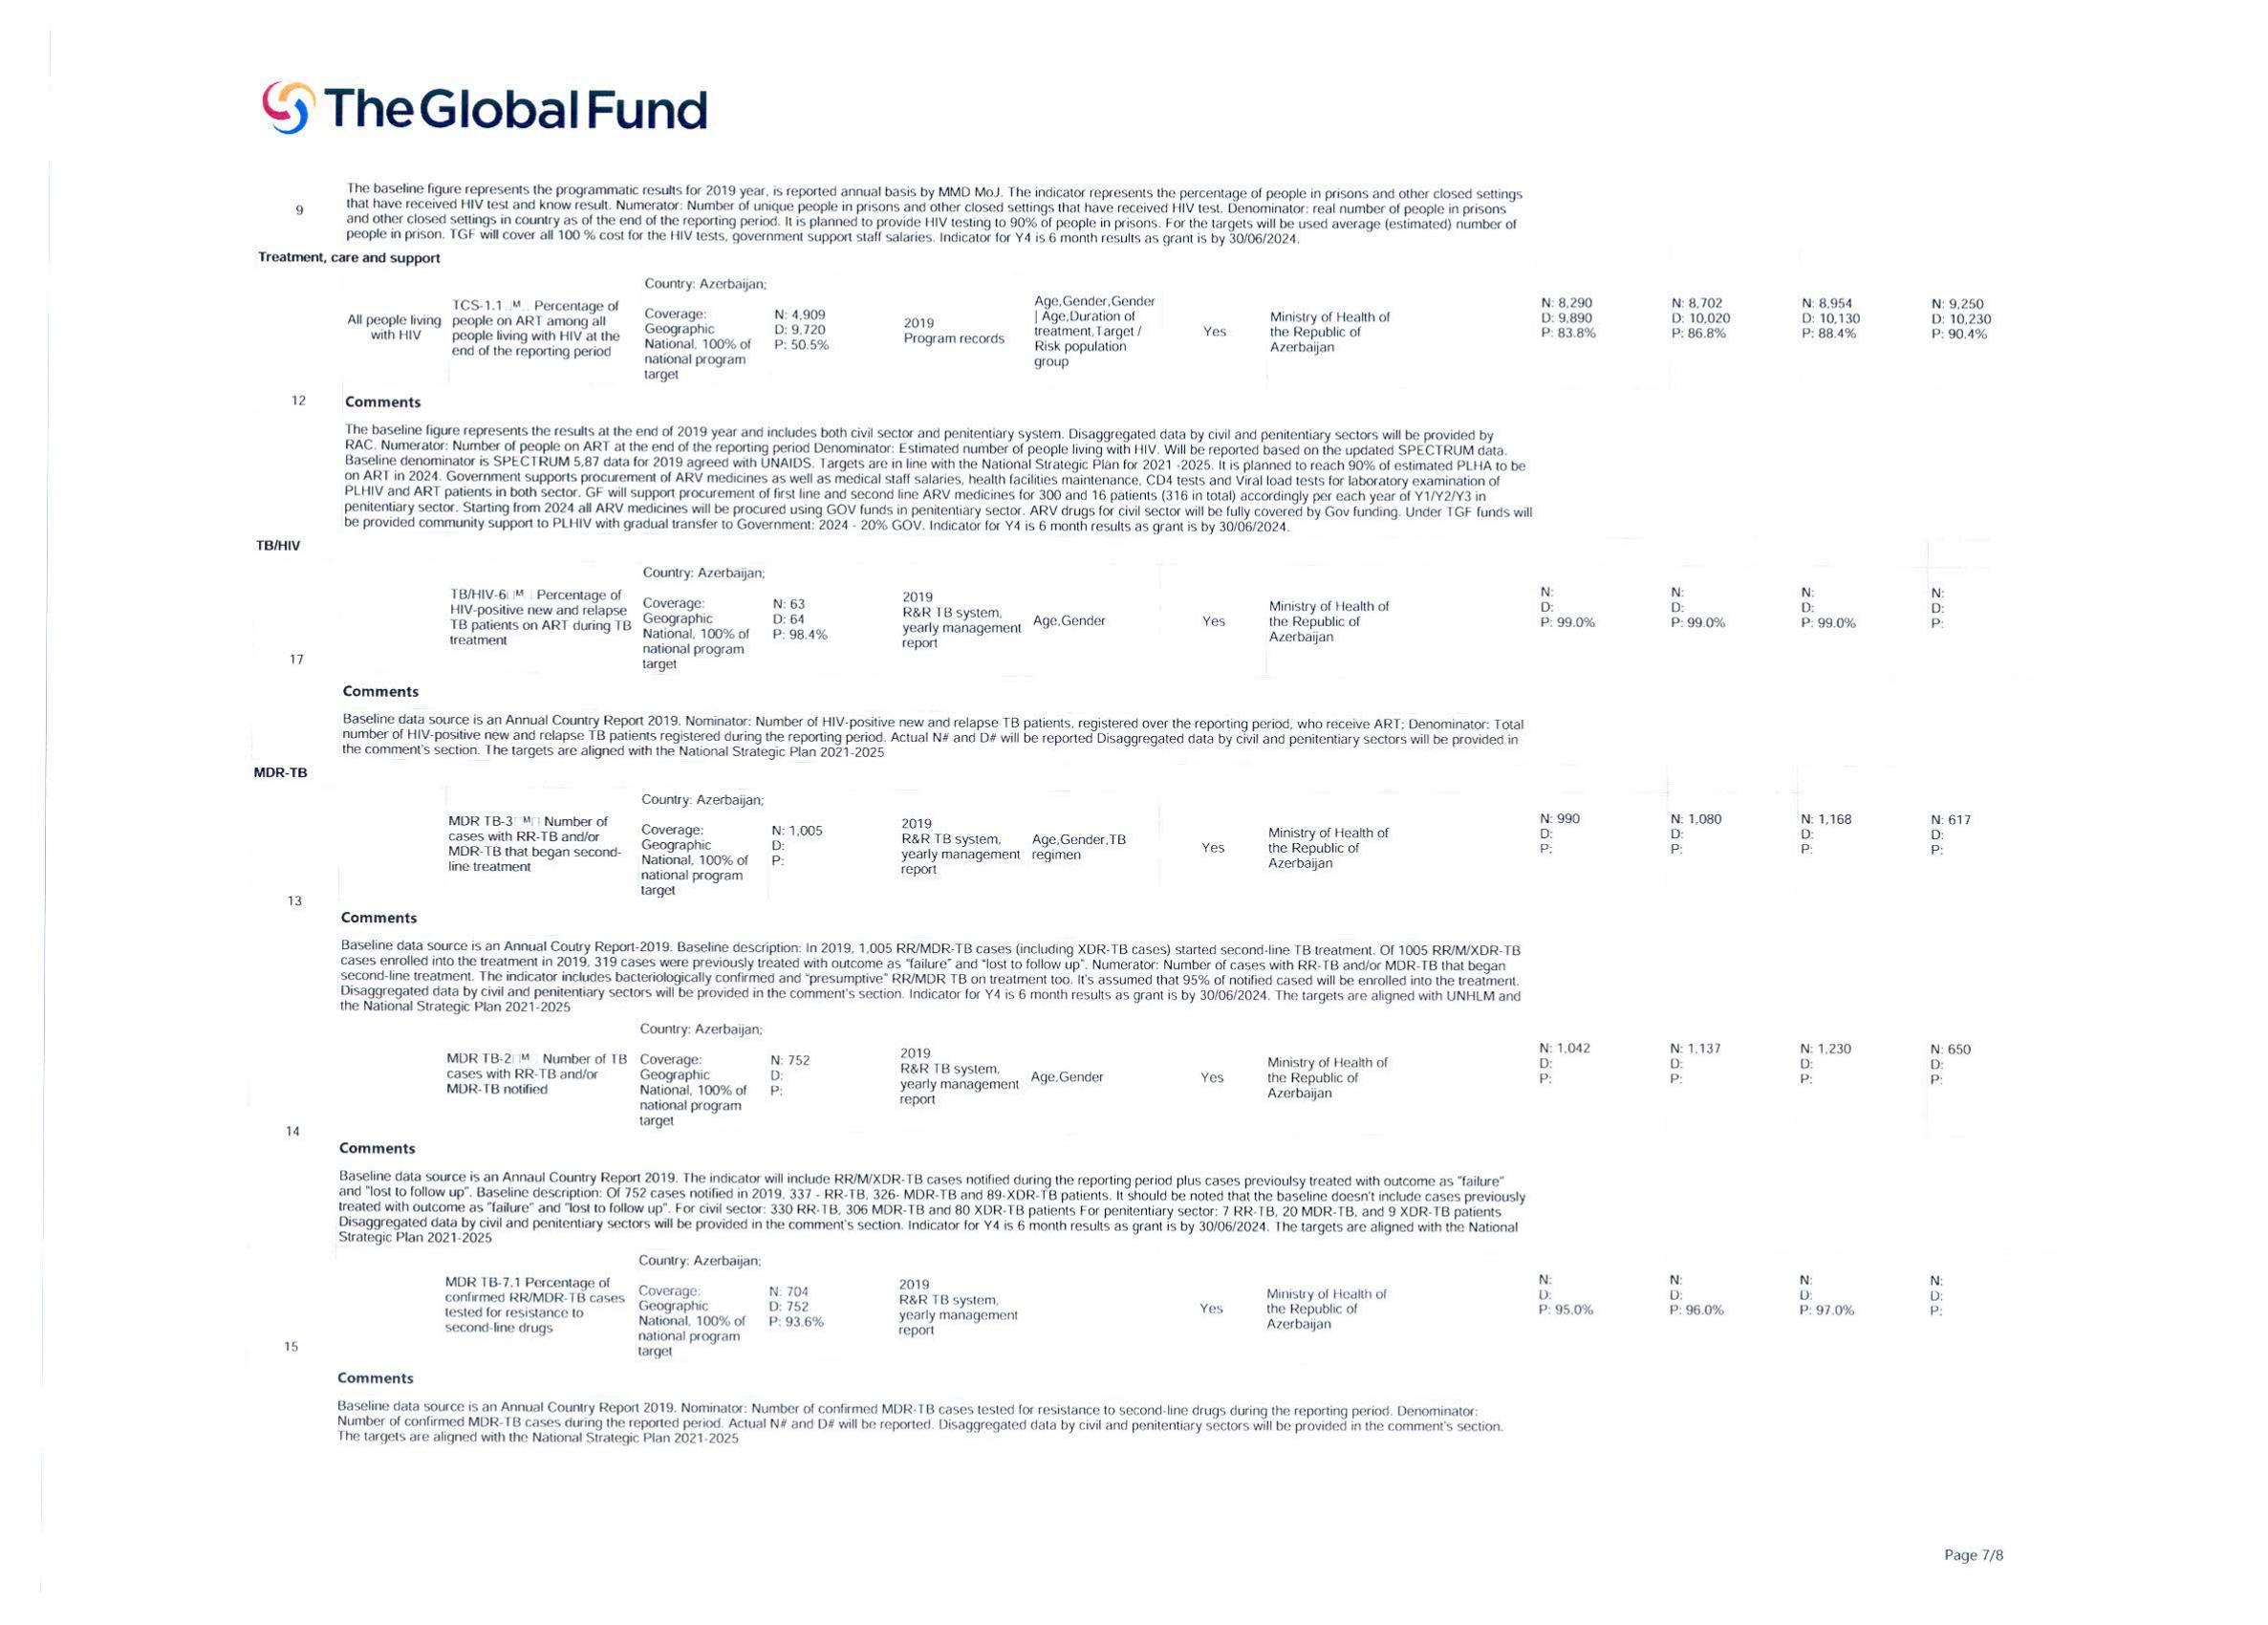 The Global Fund
The baseline figure represents the programmatic results for 2019 year, is reported annual basis by MMD MoJ. The indicator represents the percentage of people in prisons and other closed settings
that have received HIV test and know result. Numerator: Number of unique people in prisons and other closed settings that have received HIV test. Denominator: real number of people in prisons
9
and other closed settings in country as of the end of the reporting period. It is planned to provide HIV testing to 90% of people in prisons. For the targets will be used average (estimated) number of
people in prison. TGF will cover all 100 % cost for the HIV tests, government support staff salaries. Indicator for Y4 is 6 month results as grant is by 30/06/2024.
Treatment, care and support
All people living
with HIV
TCS-1.1 M Percentage of
people on ART among all
people living with HIV at the
end of the reporting period
Country: Azerbaijan;
Coverage:
Geographic
National, 100% of
national program
target
N: 4,909
D: 9,720
P: 50.5%
2019
Program records
Age,Gender,Gender
| Age,Duration of
treatment,Target /
Risk population
group
Yes
Ministry of Health of
the Republic of
Azerbaijan
N: 8,290
D: 9,890
P: 83.8%
N: 8,702
D: 10,020
P: 86.8%
N: 8,954
D: 10,130
P: 88.4%
N: 9,250
D: 10,230
P: 90.4%
12
Comments
The baseline figure represents the results at the end of 2019 year and includes both civil sector and penitentiary system. Disaggregated data by civil and penitentiary sectors will be provided by
RAC. Numerator: Number of people on ART at the end of the reporting period Denominator: Estimated number of people living with HIV. Will be reported based on the updated SPECTRUM data.
Baseline denominator is SPECTRUM 5,87 data for 2019 agreed with UNAIDS. Targets are in line with the National Strategic Plan for 2021 -2025. It is planned to reach 90% of estimated PLHA to be
on ART in 2024. Government supports procurement of ARV medicines as well as medical staff salaries, health facilities maintenance, CD4 tests and Viral load tests for laboratory examination of
PLHIV and ART patients in both sector. GF will support procurement of first line and second line ARV medicines for 300 and 16 patients (316 in total) accordingly per each year of Y1/Y2/Y3 in
penitentiary sector. Starting from 2024 all ARV medicines will be procured using GOV funds in penitentiary sector. ARV drugs for civil sector will be fully covered by Gov funding. Under TGF funds will
be provided community support to PLHIV with gradual transfer to Government: 2024 - 20% GOV. Indicator for Y4 is 6 month results as grant is by 30/06/2024.
TB/HIV
TB/HIV-6 M Percentage of
HIV-positive new and relapse
TB patients on ART during TB
treatment
Country: Azerbaijan;
Coverage:
Geographic
National, 100% of
national program
target
N: 63
D: 64
P: 98.4%
2019
R&R TB system,
yearly management
report
Age,Gender
Yes
Ministry of Health of
the Republic of
Azerbaijan
N:
D:
P: 99.0%
N:
D:
P: 99.0%
N:
D:
P: 99.0%
N:
D:
P:
17
Comments
Baseline data source is an Annual Country Report 2019. Nominator: Number of HIV-positive new and relapse TB patients, registered over the reporting period, who receive ART; Denominator: Total
number of HIV-positive new and relapse TB patients registered during the reporting period. Actual N# and D# will be reported Disaggregated data by civil and penitentiary sectors will be provided in
the comment's section. The targets are aligned with the National Strategic Plan 2021-2025
MDR-TB
MDR TB-3 M Number of
cases with RR-TB and/or
MDR-TB that began second-
line treatment
Country: Azerbaijan;
Coverage:
Geographic
National, 100% of
national program
target
N: 1,005
D:
P:
2019
R&R TB system,
yearly management
report
Age,Gender,TB
regimen
Yes
Ministry of Health of
the Republic of
Azerbaijan
N: 990
D:
P:
N: 1,080
D:
P:
N: 1,168
D:
P:
N: 617
D:
P:
13
Comments
Baseline data source is an Annual Coutry Report-2019. Baseline description: In 2019, 1,005 RR/MDR-TB cases (including XDR-TB cases) started second-line TB treatment. Of 1005 RR/M/XDR-TB
cases enrolled into the treatment in 2019, 319 cases were previously treated with outcome as "failure" and "lost to follow up". Numerator: Number of cases with RR-TB and/or MDR-TB that began
second-line treatment. The indicator includes bacteriologically confirmed and "presumptive" RR/MDR TB on treatment too. It's assumed that 95% of notified cased will be enrolled into the treatment.
Disaggregated data by civil and penitentiary sectors will be provided in the comment's section. Indicator for Y4 is 6 month results as grant is by 30/06/2024. The targets are aligned with UNHLM and
the National Strategic Plan 2021-2025
MDR TB-2 M Number of TB
cases with RR-TB and/or
MDR-TB notified
Country: Azerbaijan;
Coverage:
Geographic
National, 100% of
national program
target
N: 752
D:
P:
2019
R&R TB system,
yearly management
report
Age,Gender
Yes
Ministry of Health of
the Republic of
Azerbaijan
N: 1,042
D:
P:
N: 1,137
D:
P:
N: 1,230
D:
P:
N: 650
D:
P:
14
Comments
Baseline data source is an Annaul Country Report 2019. The indicator will include RR/M/XDR-TB cases notified during the reporting period plus cases previoulsy treated with outcome as "failure"
and "lost to follow up". Baseline description: Of 752 cases notified in 2019, 337 - RR-TB, 326- MDR-TB and 89-XDR-TB patients. It should be noted that the baseline doesn't include cases previously
treated with outcome as "failure" and "lost to follow up". For civil sector: 330 RR-TB, 306 MDR-TB and 80 XDR-TB patients For penitentiary sector: 7 RR-TB, 20 MDR-TB, and 9 XDR-TB patients
Disaggregated data by civil and penitentiary sectors will be provided in the comment's section. Indicator for Y4 is 6 month results as grant is by 30/06/2024. The targets are aligned with the National
Strategic Plan 2021-2025
MDR TB-7.1 Percentage of
confirmed RR/MDR-TB cases
tested for resistance to
second-line drugs
Country: Azerbaijan;
Coverage:
Geographic
National, 100% of
national program
target
N: 704
D: 752
P: 93.6%
2019
R&R TB system,
yearly management
report
Yes
Ministry of Health of
the Republic of
Azerbaijan
N:
D:
P: 95.0%
N:
D:
P: 96.0%
N:
D:
P: 97.0%
N:
D:
P:
15
Comments
Baseline data source is an Annual Country Report 2019. Nominator: Number of confirmed MDR-TB cases tested for resistance to second-line drugs during the reporting period. Denominator:
Number of confirmed MDR-TB cases during the reported period. Actual N# and D# will be reported. Disaggregated data by civil and penitentiary sectors will be provided in the comment's section.
The targets are aligned with the National Strategic Plan 2021-2025
Page 7/8